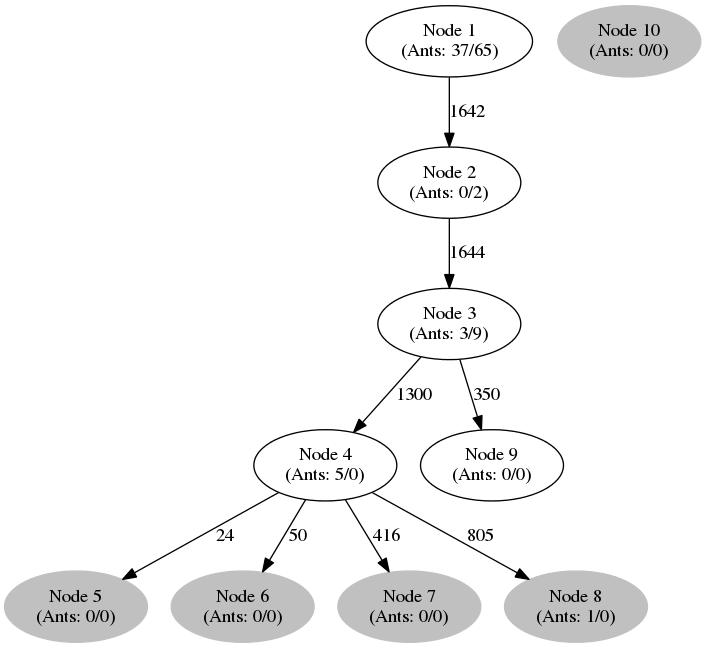 Node 1
(Ants: 37/65)
Node 10
(Ants: 0/0)
1642
Node 2
(Ants: 0/2)
1644
Node 3
(Ants: 3/9)
1300
350
Node 4
(Ants: 5/0)
Node 9
(Ants: 0/0)
24
50
416
805
Node 5
(Ants: 0/0)
Node 6
(Ants: 0/0)
Node 7
(Ants: 0/0)
Node 8
(Ants: 1/0)